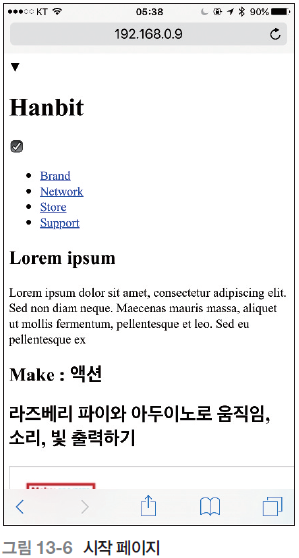 KT 05:38 90%
192.168.0.9
▼
Hanbit
Brand
Network
Store
Support
Lorem ipsum
Lorem ipsum dolor sit amet, consectetur adipiscing elit.
Sed non diam neque. Maecenas mauris massa, aliquet
ut mollis fermentum, pellentesque et leo. Sed eu
pellentesque ex
Make : 액션
라즈베리 파이와 아두이노로 움직임,
소리, 빛 출력하기
그림 13-6 시작 페이지